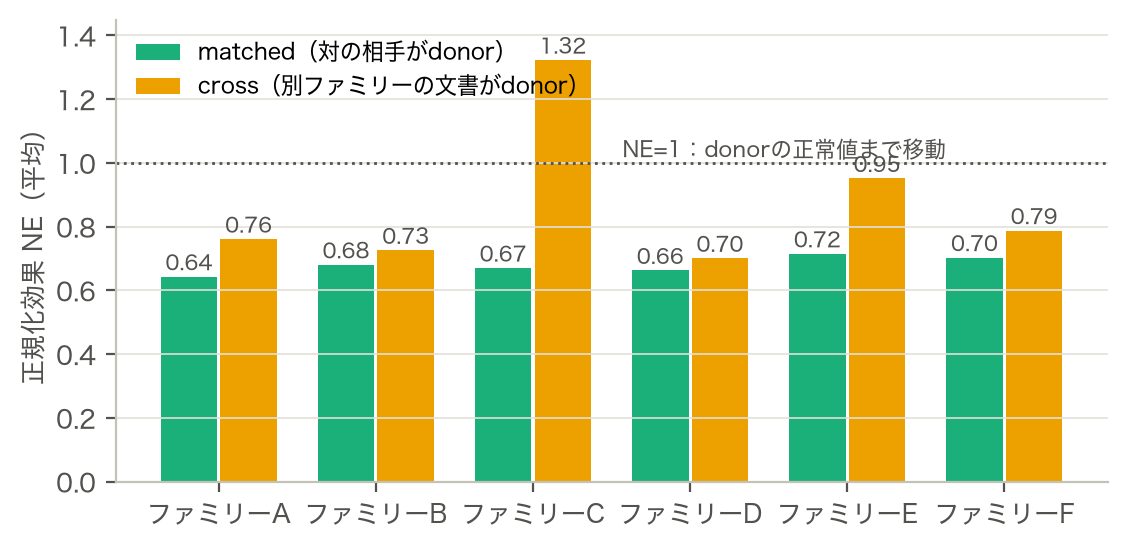 正規化効果 NE（平均）
1.4
1.2
1.0
0.8
0.6
0.4
0.2
0.0
matched（対の相手がdonor）
cross（別ファミリーの文書がdonor）
NE=1：donorの正常値まで移動
0.64
0.76
0.68
0.73
0.67
1.32
0.66
0.70
0.72
0.95
0.70
0.79
ファミリーA
ファミリーB
ファミリーC
ファミリーD
ファミリーE
ファミリーF